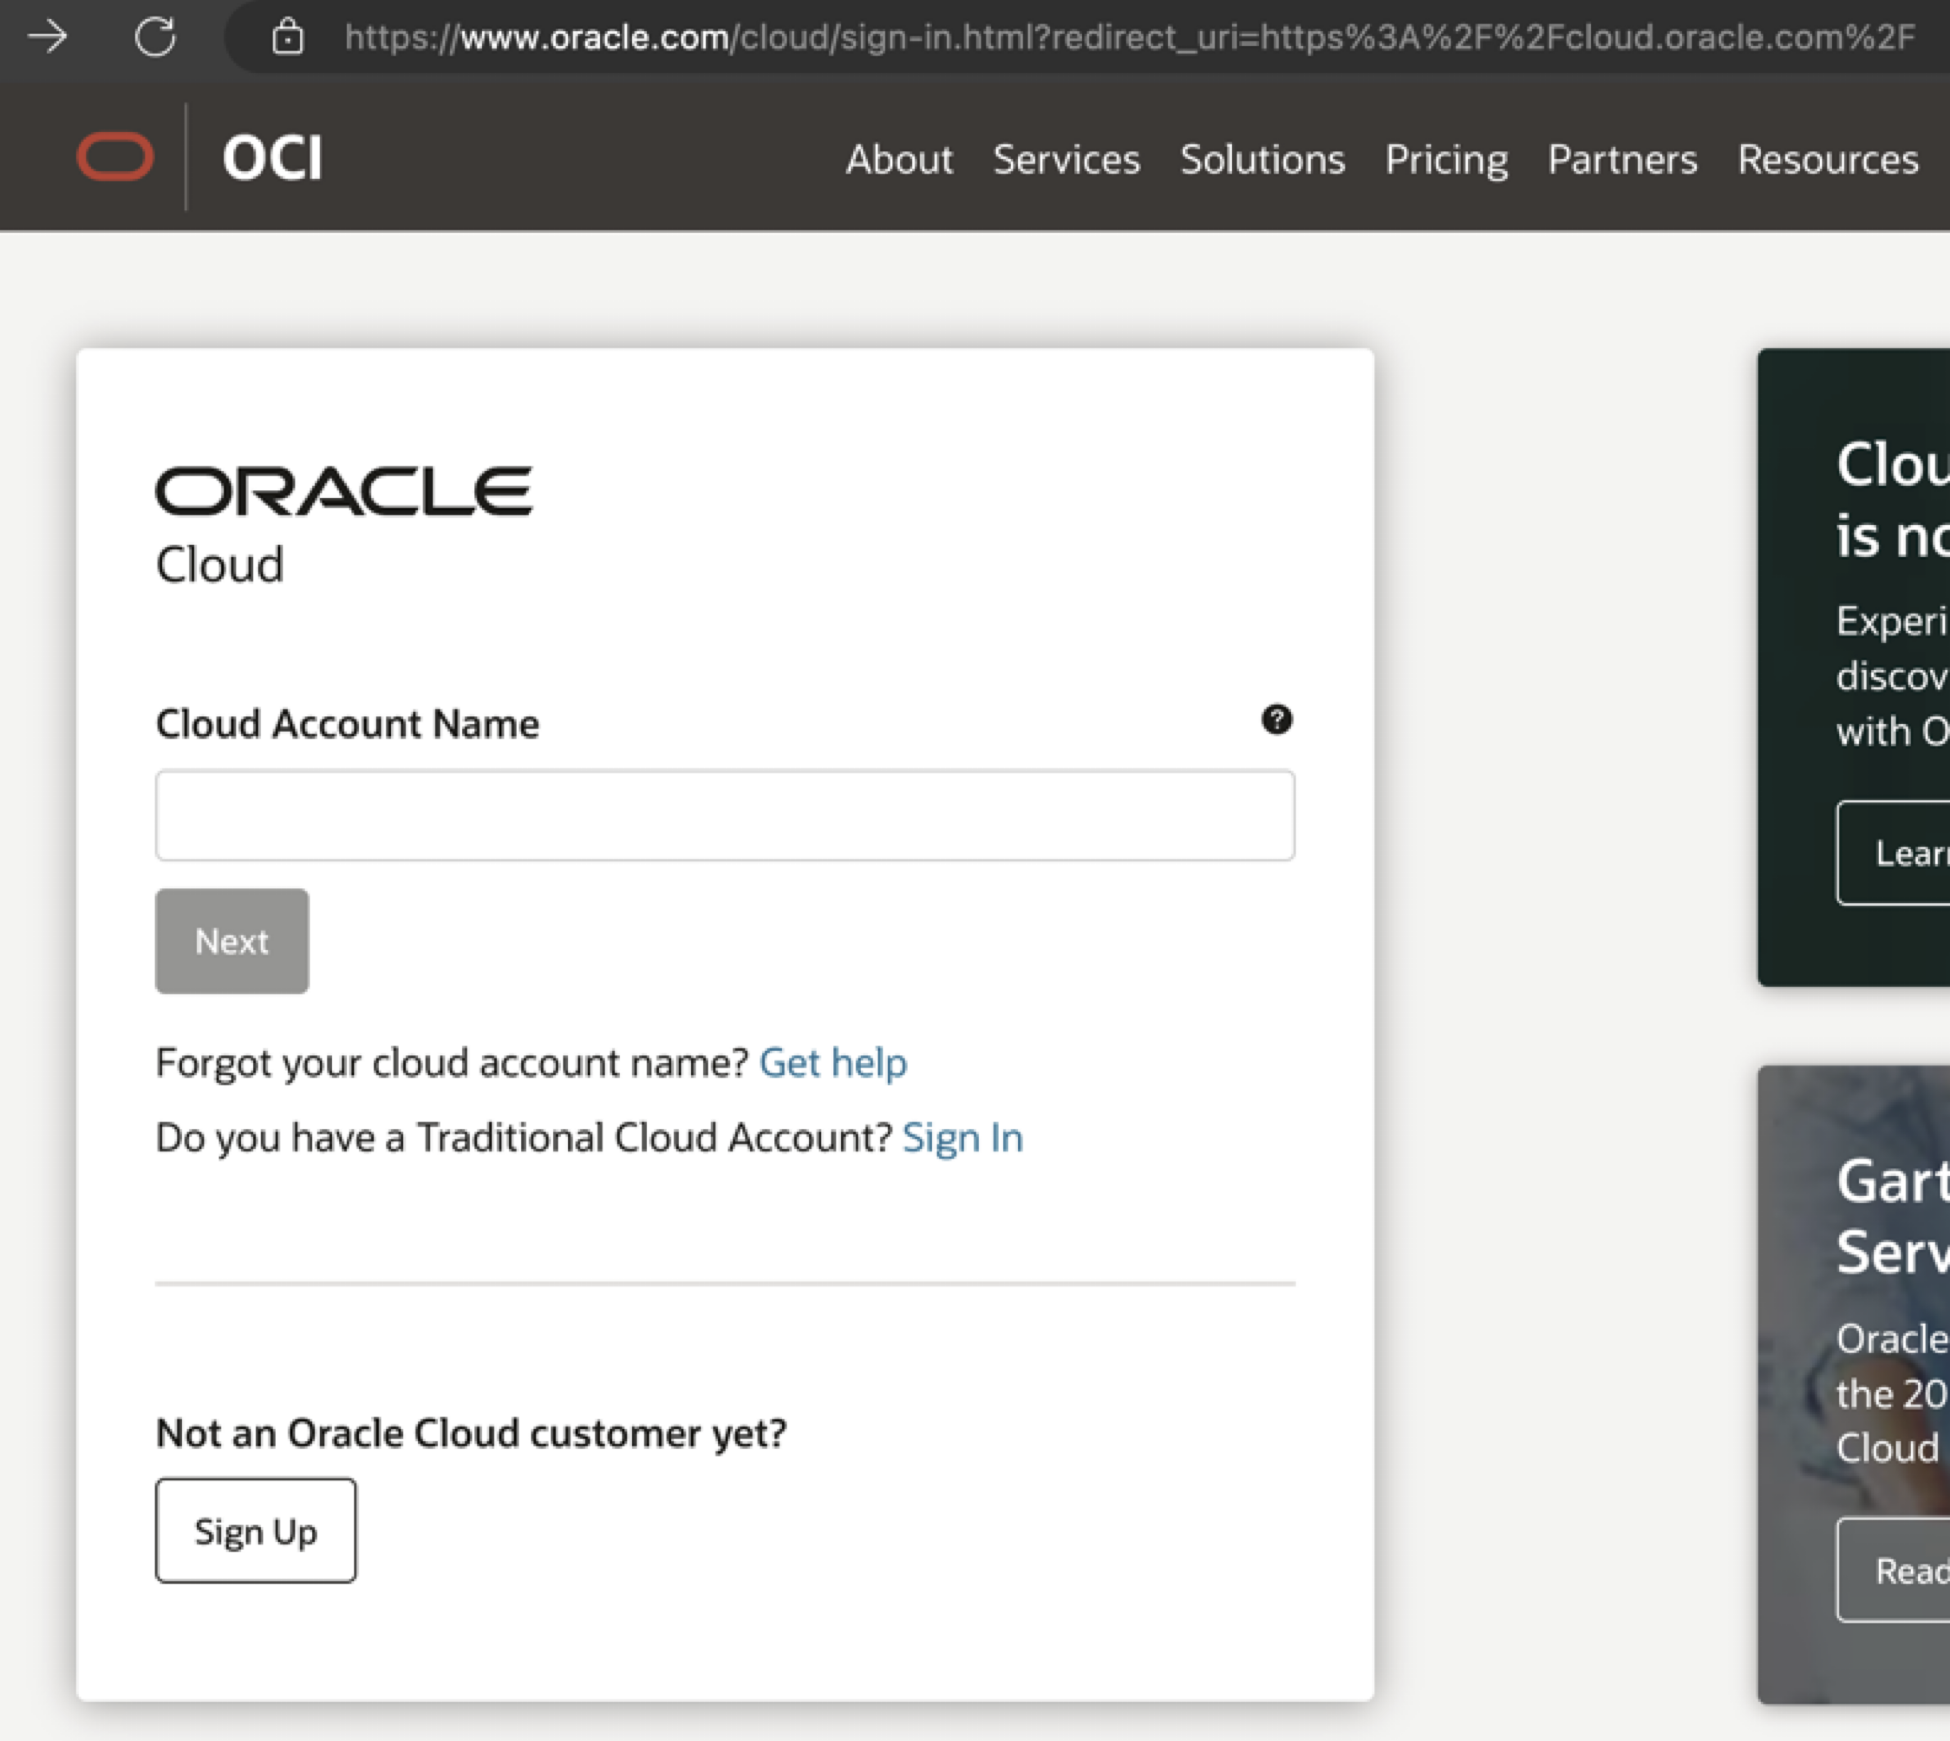 https://www.oracle.com/cloud/sign-in.html?redirect_uri=https%3A%2F%2Fcloud.oracle.com%2F
OCI
About Services Solutions Pricing Partners Resources
ORACLE
Cloud
Cloud Account Name
?
Next
Forgot your cloud account name? Get help
Do you have a Traditional Cloud Account? Sign In
Not an Oracle Cloud customer yet?
Sign Up
Clou
is no
Experi
discov
with O
Lear
Gart
Serv
Oracle
the 20
Cloud
Read